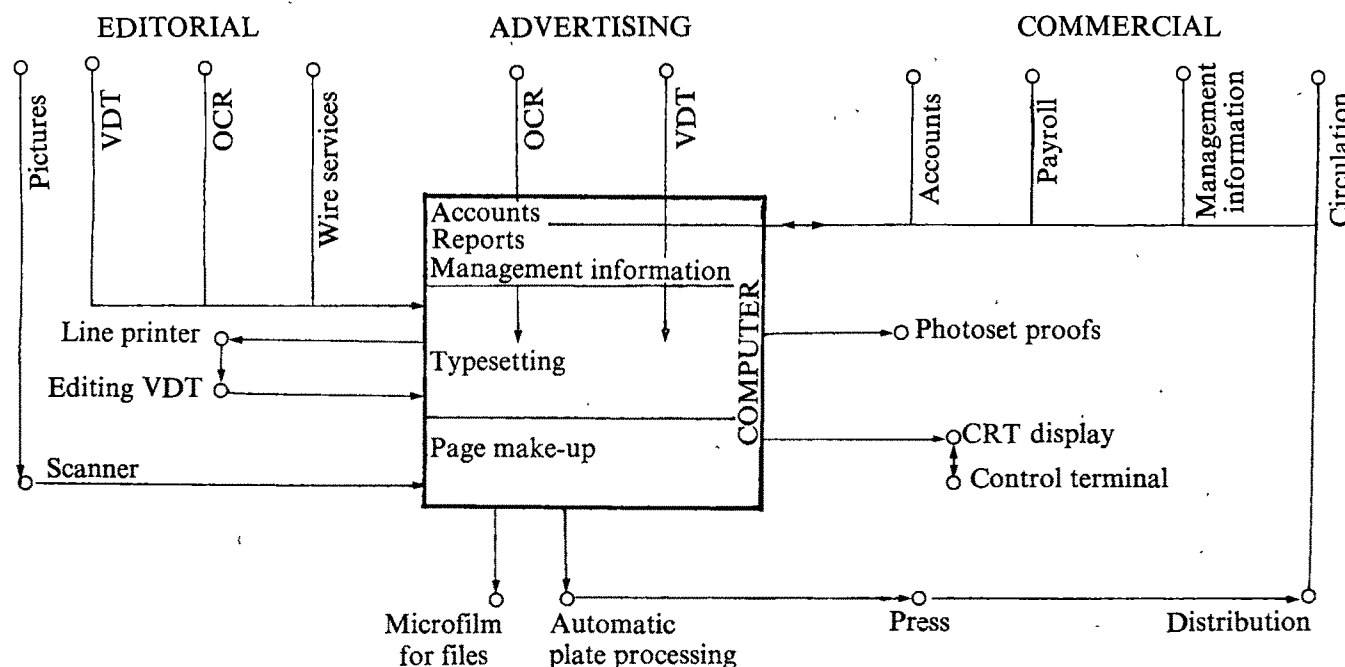 EDITORIAL
ADVERTISING
COMMERCIAL
Pictures
VDT
OCR
Wire services
OCR
VDT
Accounts
Payroll
Management
information
Circulation
Accounts
Reports
Management information
Typesetting
Page make-up
COMPUTER
Line printer
Editing VDT
Scanner
Photoset proofs
CRT display
Control terminal
Microfilm
for files
Automatic
plate processing
Press
Distribution